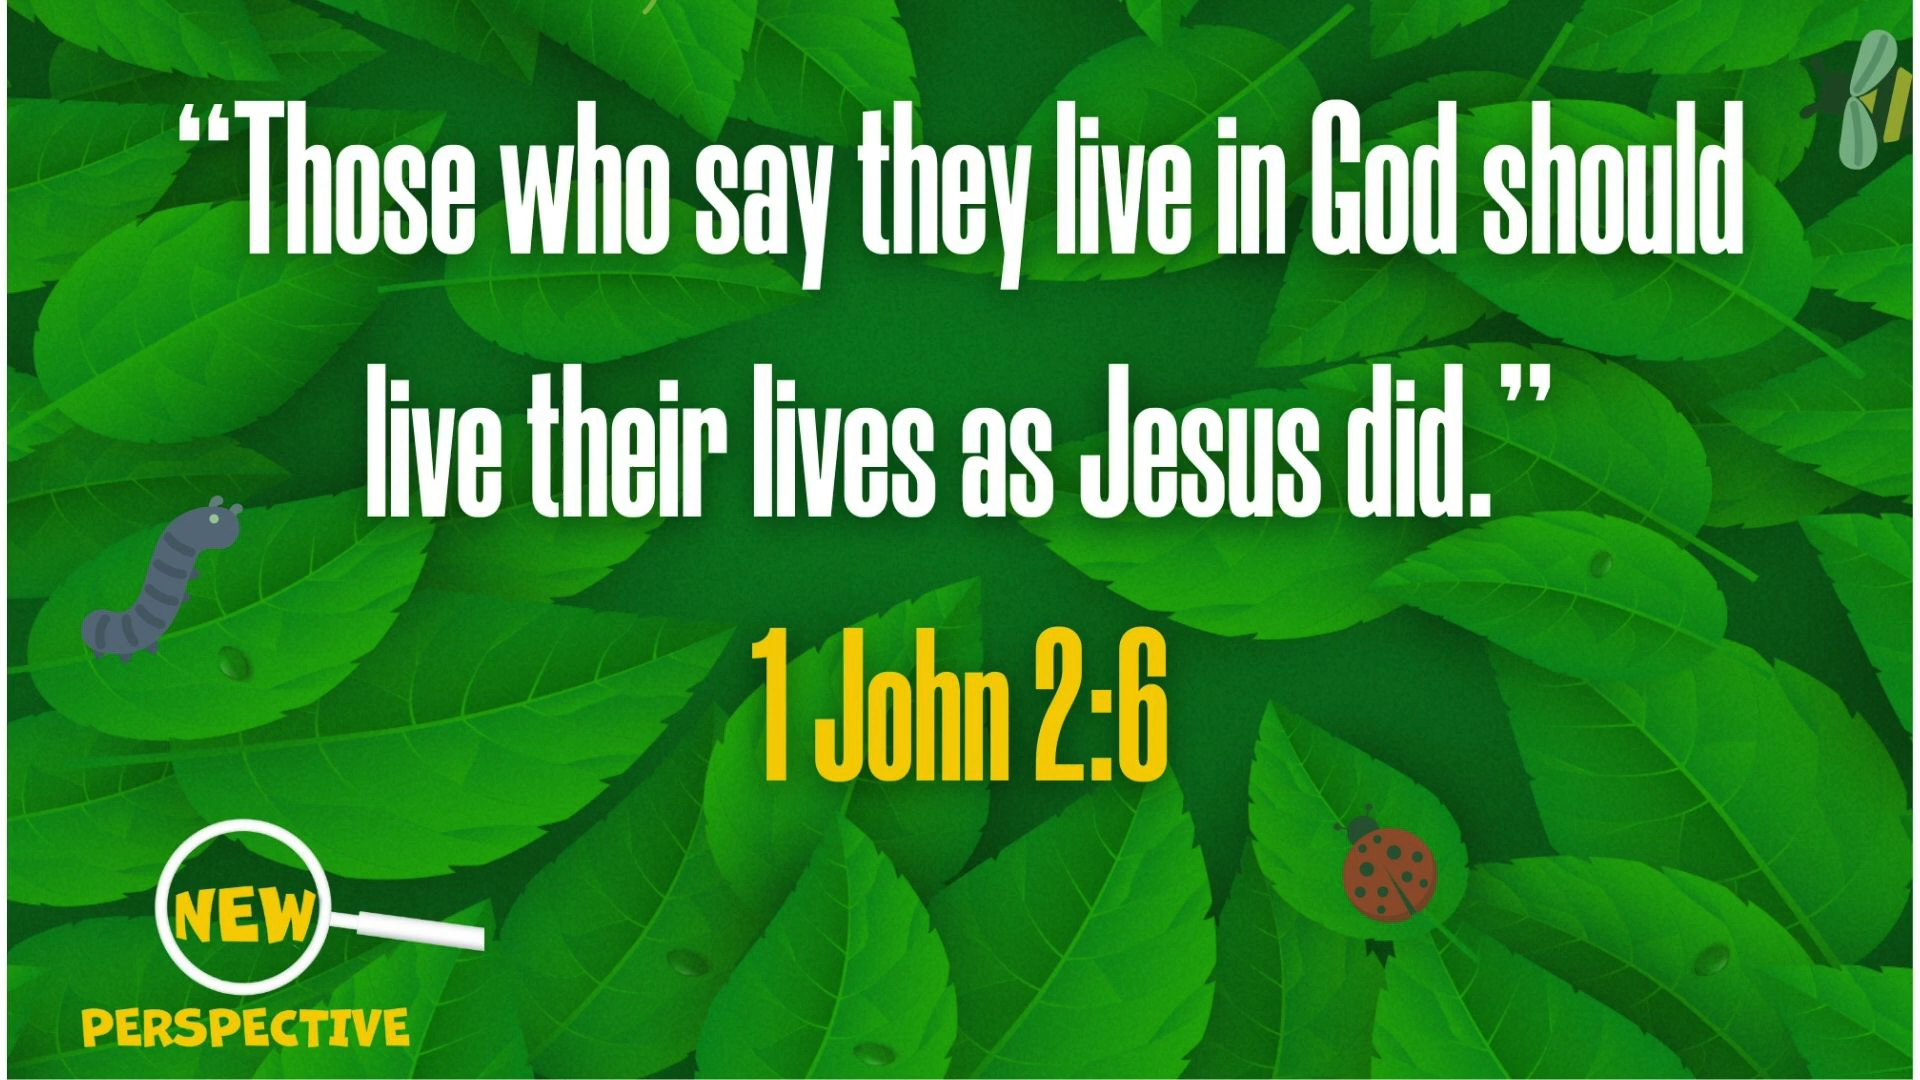 “Those who say they live in God should
live their lives as Jesus did.”
1 John 2:6
NEW
PERSPECTIVE